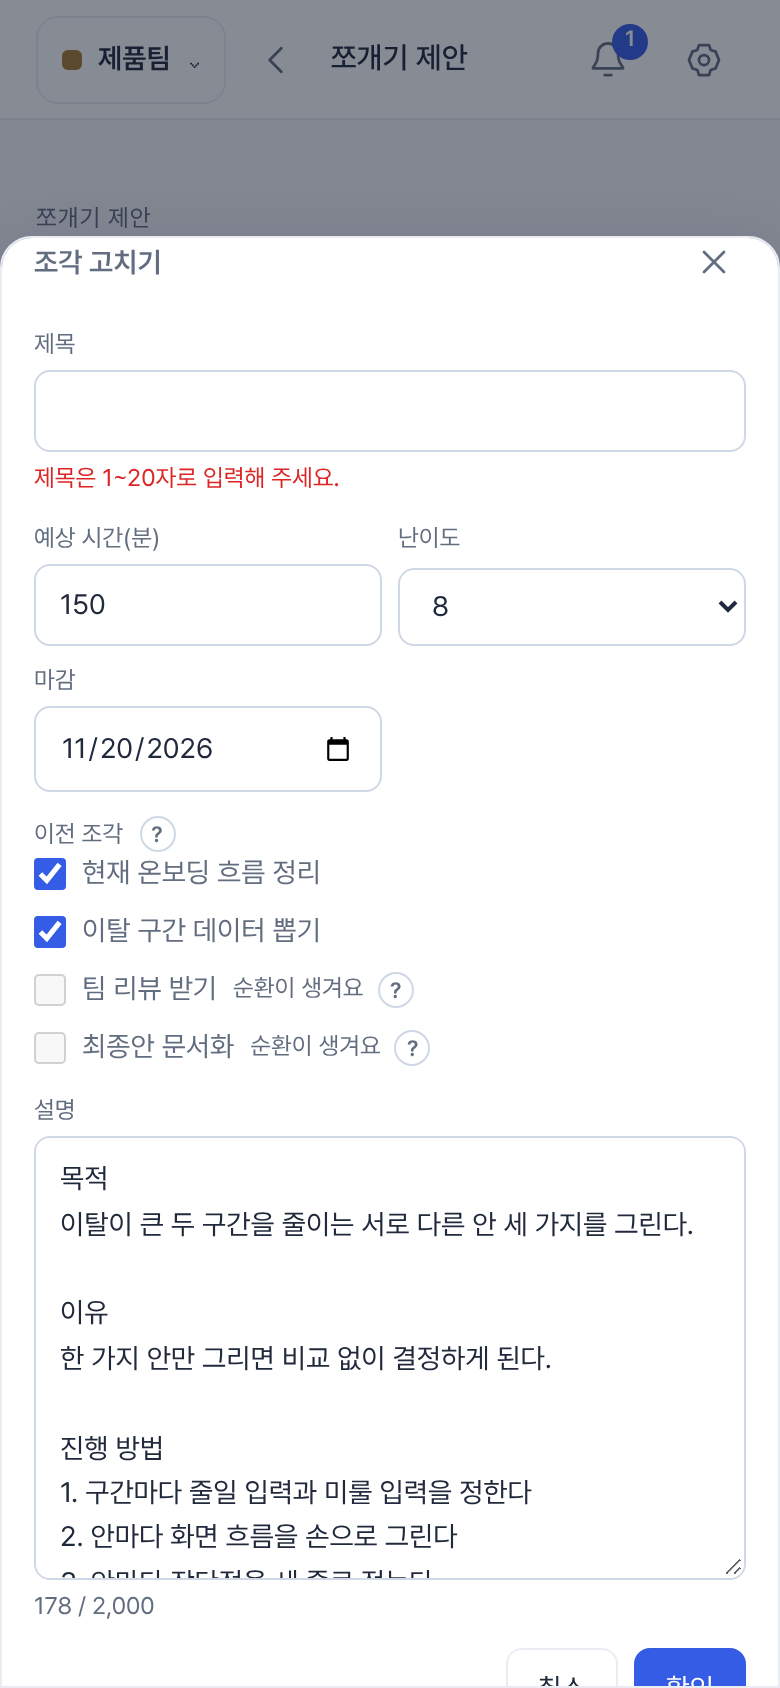 제품팀
쪼개기 제안
1
쪼개기 제안
조각 고치기
제목
제목은 1~20자로 입력해 주세요.
예상 시간(분)
난이도
150
8
마감
11/20/2026
이전 조각 ?
현재 온보딩 흐름 정리
이탈 구간 데이터 뽑기
팀 리뷰 받기 순환이 생겨요 ?
최종안 문서화 순환이 생겨요 ?
설명
목적
이탈이 큰 두 구간을 줄이는 서로 다른 안 세 가지를 그린다.
이유
한 가지 안만 그리면 비교 없이 결정하게 된다.
진행 방법
1. 구간마다 줄일 입력과 미룰 입력을 정한다
2. 안마다 화면 흐름을 손으로 그린다
178 / 2,000
취소
확인